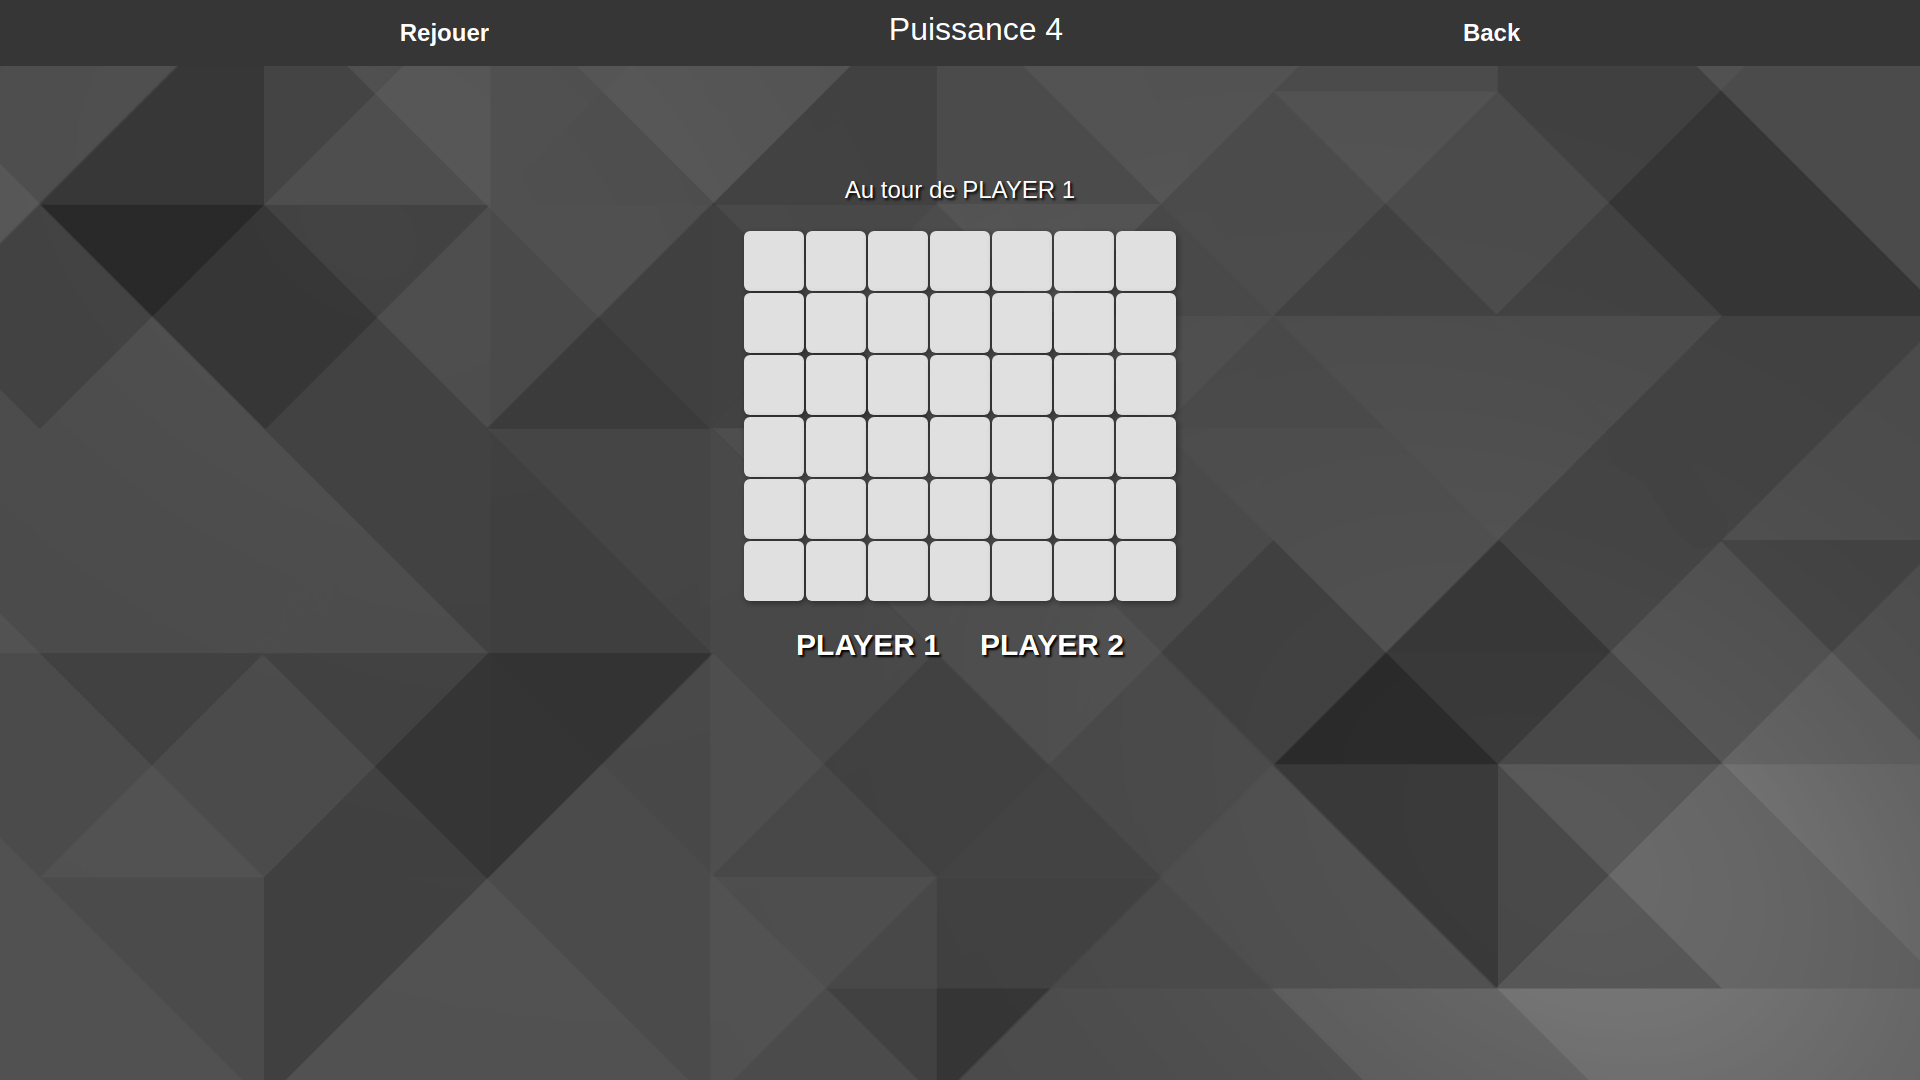 Rejouer
Puissance 4
Back
Au tour de PLAYER 1
PLAYER 1
PLAYER 2